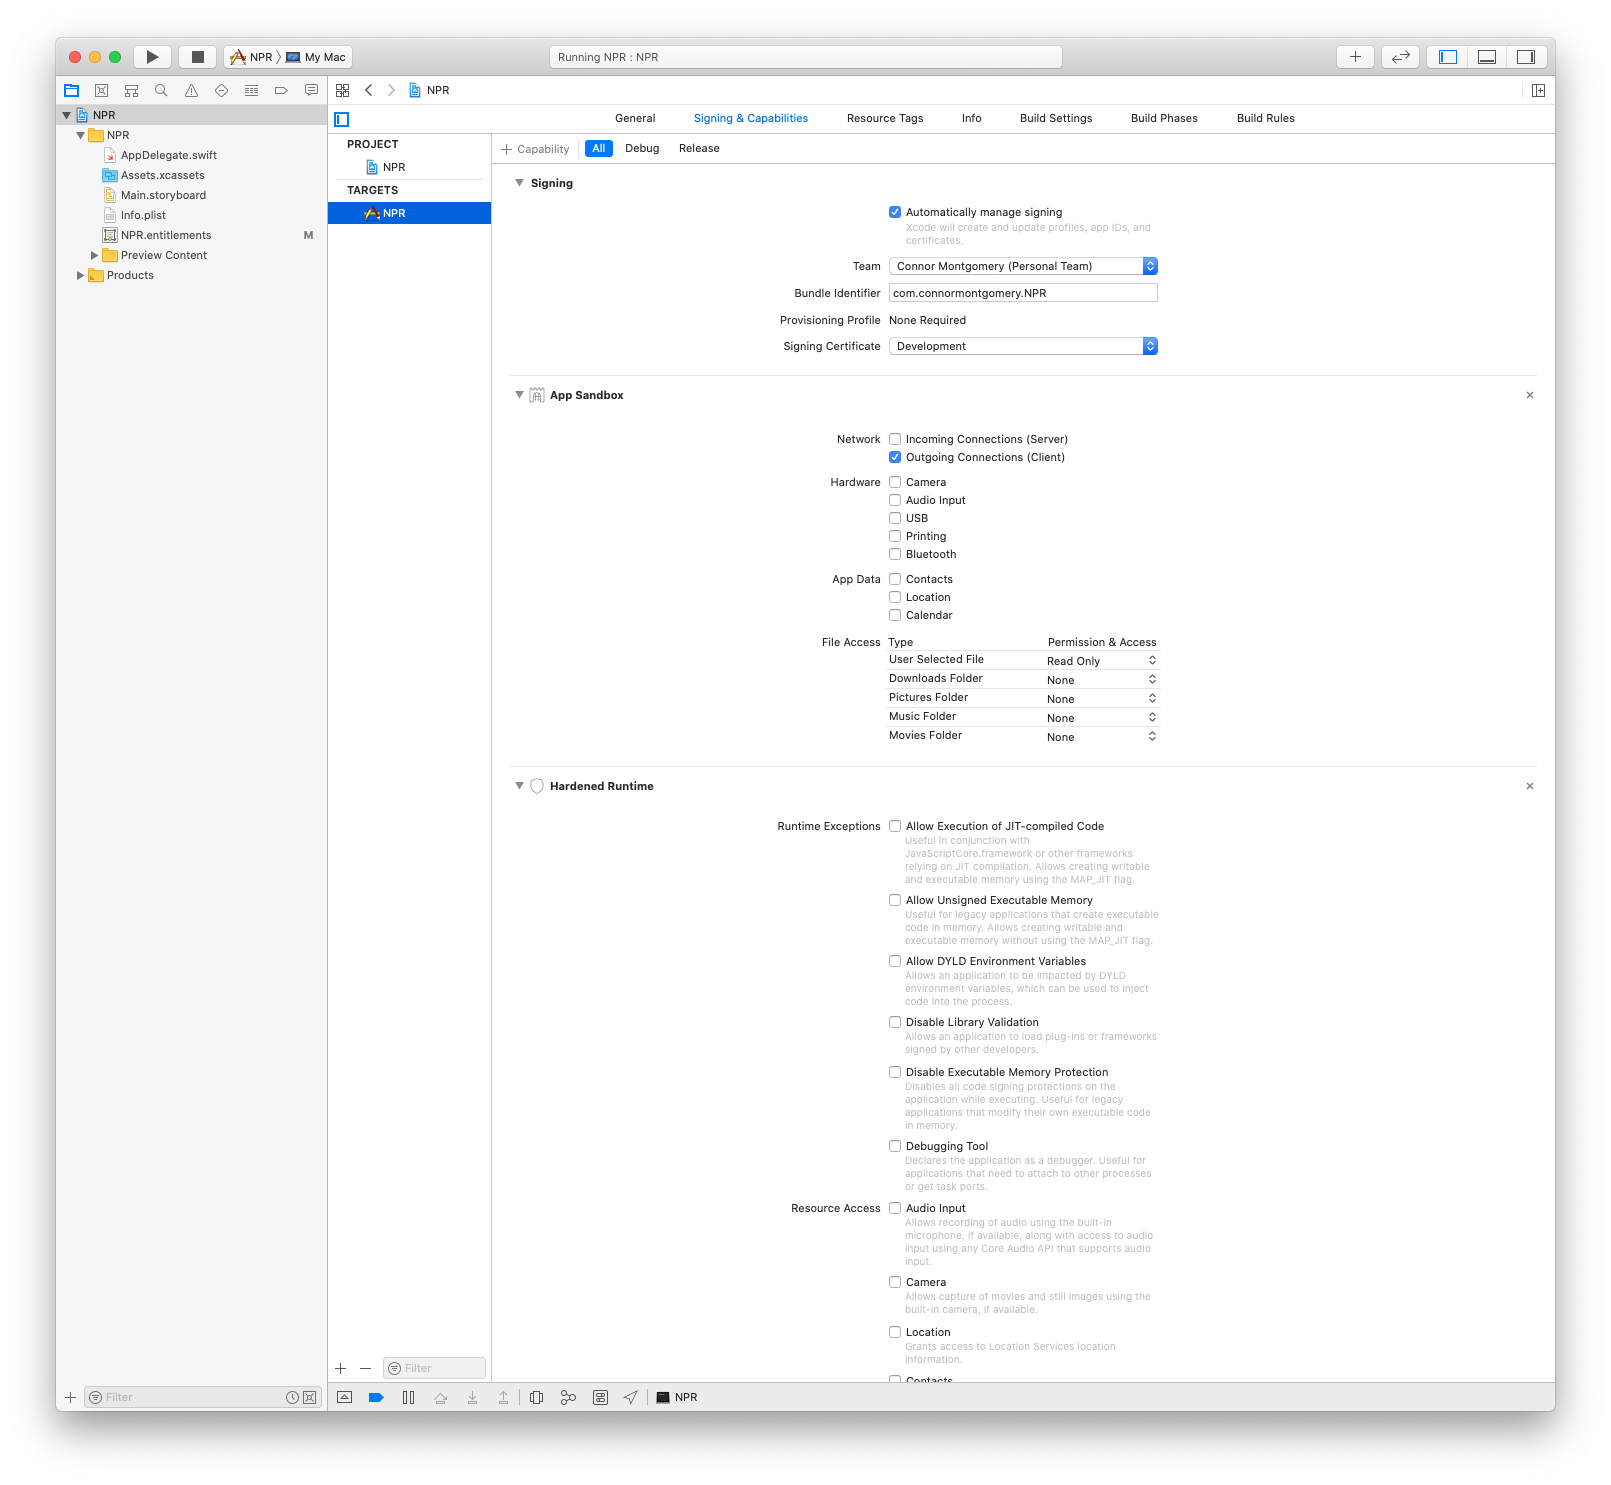 NPR
My Mac
Running NPR : NPR
NPR
NPR
NPR
AppDelegate.swift
Assets.xcassets
Main.storyboard
Info.plist
NPR.entitlements M
Preview Content
Products
General
Signing & Capabilities
Resource Tags
Info
Build Settings
Build Phases
Build Rules
PROJECT
NPR
TARGETS
NPR
Capability
All
Debug
Release
Signing
Automatically manage signing
Xcode will create and update profiles, app IDs, and
certificates.
Team Connor Montgomery (Personal Team)
Bundle Identifier com.connormontgomery.NPR
Provisioning Profile None Required
Signing Certificate Development
App Sandbox
Network Incoming Connections (Server)
Outgoing Connections (Client)
Hardware Camera
Audio Input
USB
Printing
Bluetooth
App Data Contacts
Location
Calendar
File Access Type Permission & Access
User Selected File Read Only
Downloads Folder None
Pictures Folder None
Music Folder None
Movies Folder None
Hardened Runtime
Runtime Exceptions Allow Execution of JIT-compiled Code
Useful in conjunction with
JavaScriptCore.framework or other frameworks
relying on JIT compilation. Allows creating writable
and executable memory using the MAP_JIT flag.
Allow Unsigned Executable Memory
Useful for legacy applications that create executable
code in memory. Allows creating writable and
executable memory without using the MAP_JIT flag.
Allow DYLD Environment Variables
Allows an application to be impacted by DYLD
environment variables, which can be used to inject
code into the process.
Disable Library Validation
Allows an application to load plug-ins or frameworks
signed by other developers.
Disable Executable Memory Protection
Disables all code signing protections on the
application while executing. Useful for legacy
applications that modify their own executable code
in memory.
Debugging Tool
Declares the application as a debugger. Useful for
applications that need to attach to other processes
or get task ports.
Resource Access Audio Input
Allows recording of audio using the built-in
microphone, if available, along with access to audio
input using any Core Audio API that supports audio
input.
Camera
Allows capture of movies and still images using the
built-in camera, if available.
Location
Grants access to Location Services location
information.
Contacts
Filter
Filter
NPR